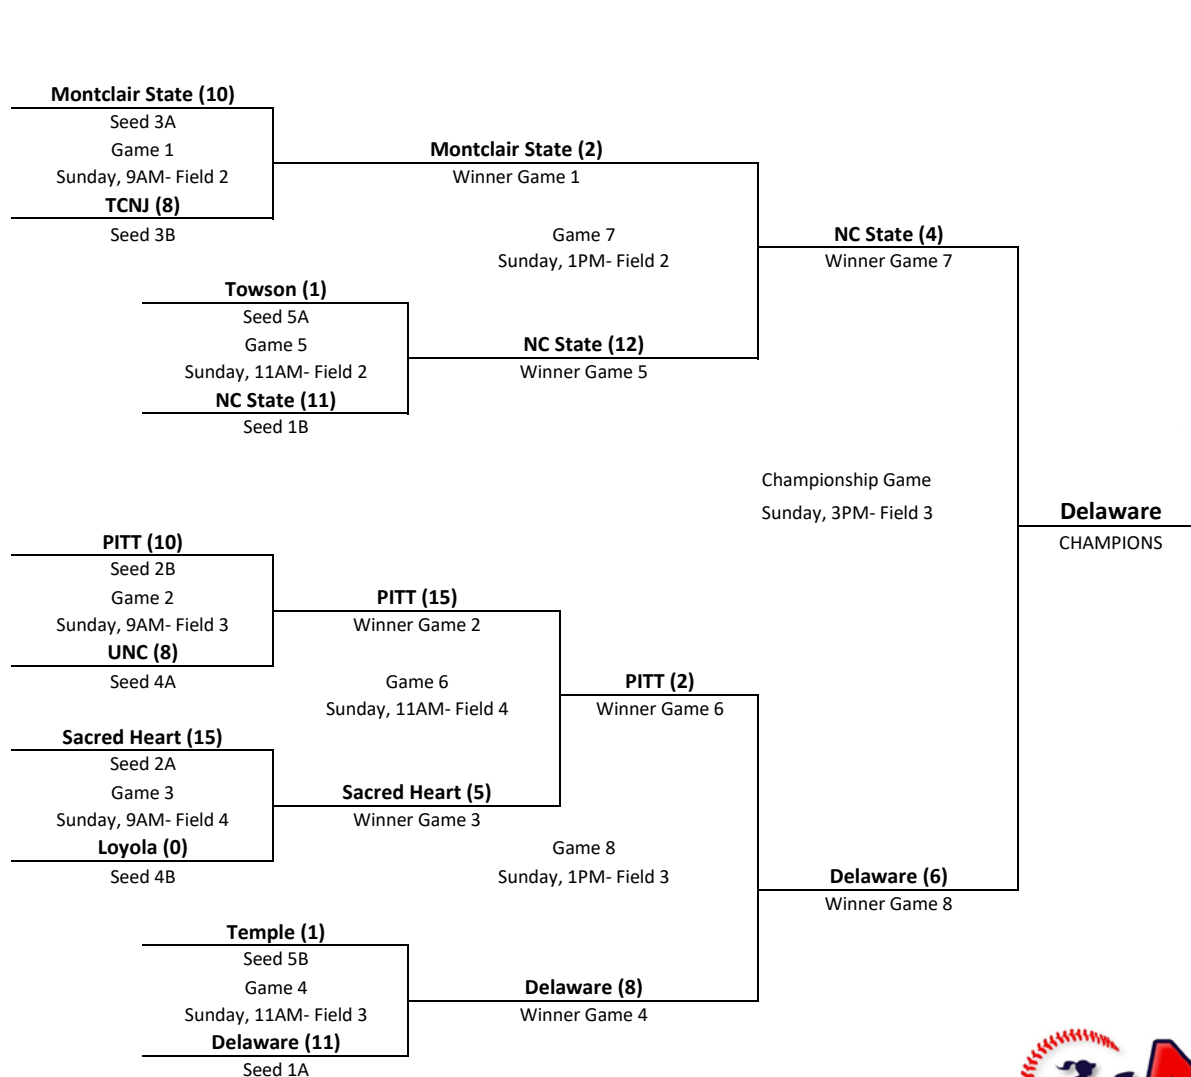 Montclair State (10)
Seed 3A
Game 1
Sunday, 9AM- Field 2
TCNJ (8)
Seed 3B
Montclair State (2)
Winner Game 1
Game 7
Sunday, 1PM- Field 2
NC State (4)
Winner Game 7
Towson (1)
Seed 5A
Game 5
Sunday, 11AM- Field 2
NC State (11)
Seed 1B
NC State (12)
Winner Game 5
Championship Game
Sunday, 3PM- Field 3
Delaware
CHAMPIONS
PITT (10)
Seed 2B
Game 2
Sunday, 9AM- Field 3
UNC (8)
Seed 4A
PITT (15)
Winner Game 2
Game 6
Sunday, 11AM- Field 4
PITT (2)
Winner Game 6
Sacred Heart (15)
Seed 2A
Game 3
Sunday, 9AM- Field 4
Loyola (0)
Seed 4B
Sacred Heart (5)
Winner Game 3
Game 8
Sunday, 1PM- Field 3
Delaware (6)
Winner Game 8
Temple (1)
Seed 5B
Game 4
Sunday, 11AM- Field 3
Delaware (11)
Seed 1A
Delaware (8)
Winner Game 4